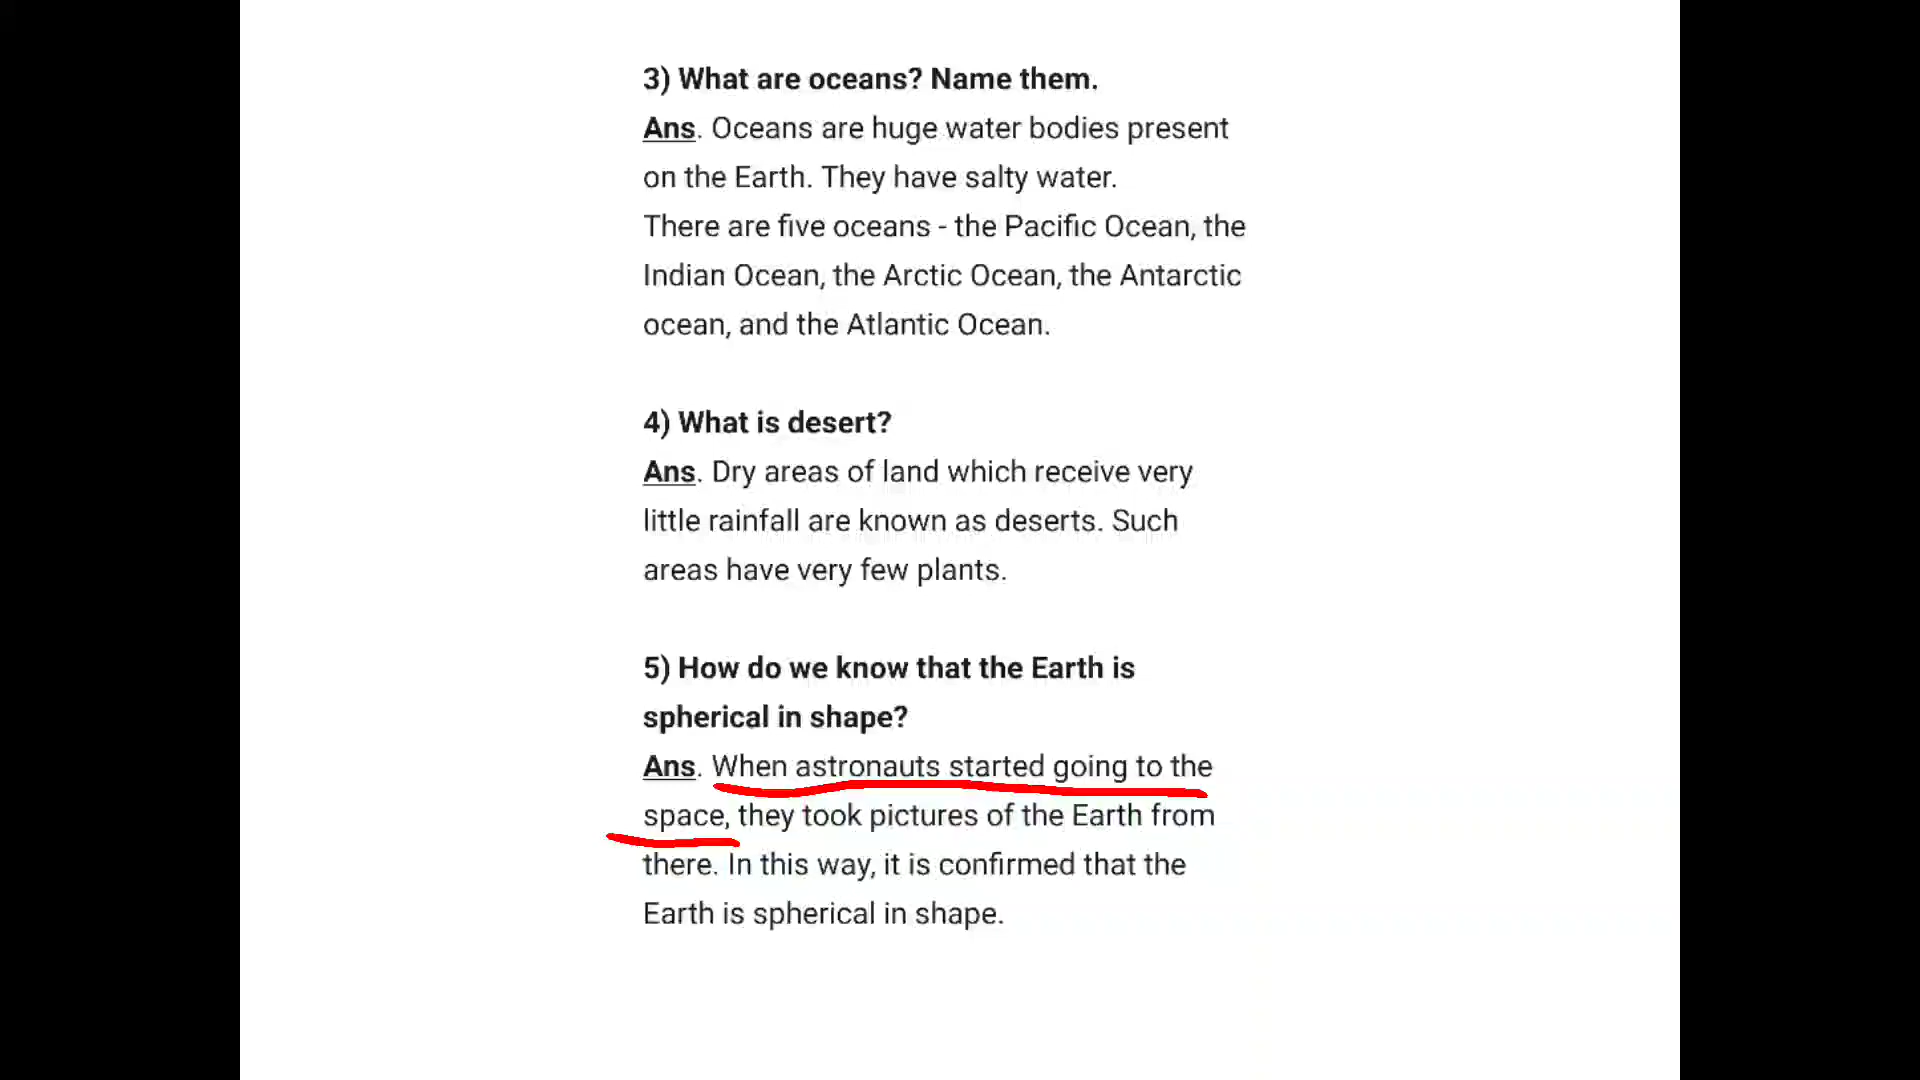 3) What are oceans? Name them.
Ans. Oceans are huge water bodies present
on the Earth. They have salty water.
There are five oceans - the Pacific Ocean, the
Indian Ocean, the Arctic Ocean, the Antarctic
ocean, and the Atlantic Ocean.
4) What is desert?
Ans. Dry areas of land which receive very
little rainfall are known as deserts. Such
areas have very few plants.
5) How do we know that the Earth is
spherical in shape?
Ans. When astronauts started going to the
space, they took pictures of the Earth from
there. In this way, it is confirmed that the
Earth is spherical in shape.